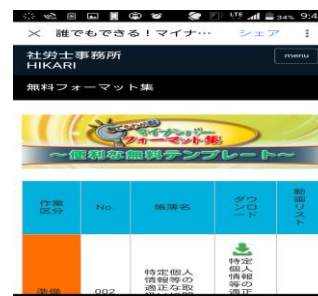 LTE 34% 9:4
× 誰でもできる！マイナ… シェア
社労士事務所
HIKARI
menu
無料フォーマット集
マイナンバー
フォーマット集
～便利な無料テンプレート～
作業区分 No. 帳簿名 ダウンロード 動画リスト
準備 002 特定個人情報等の適正な取 特定個人情報等の適正